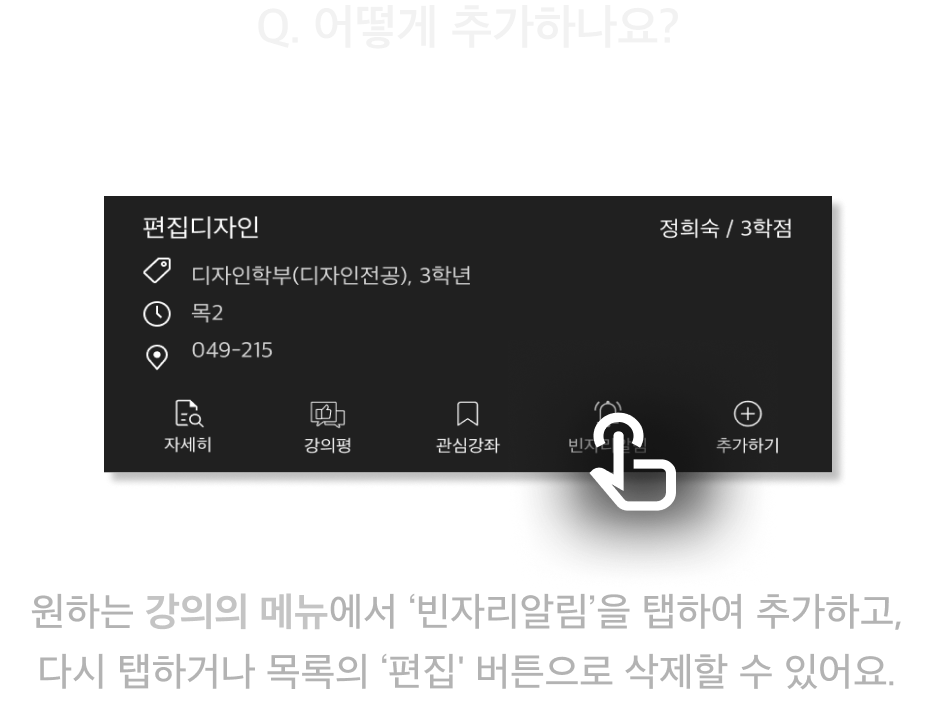 Q. 어떻게 추가하나요?
편집디자인
정희숙 / 3학점
디자인학부(디자인전공), 3학년
목2
049-215
자세히
강의평
관심강좌
빈자리알림
추가하기
원하는 강의의 메뉴에서 ‘빈자리알림’을 탭하여 추가하고,
다시 탭하거나 목록의 ‘편집' 버튼으로 삭제할 수 있어요.